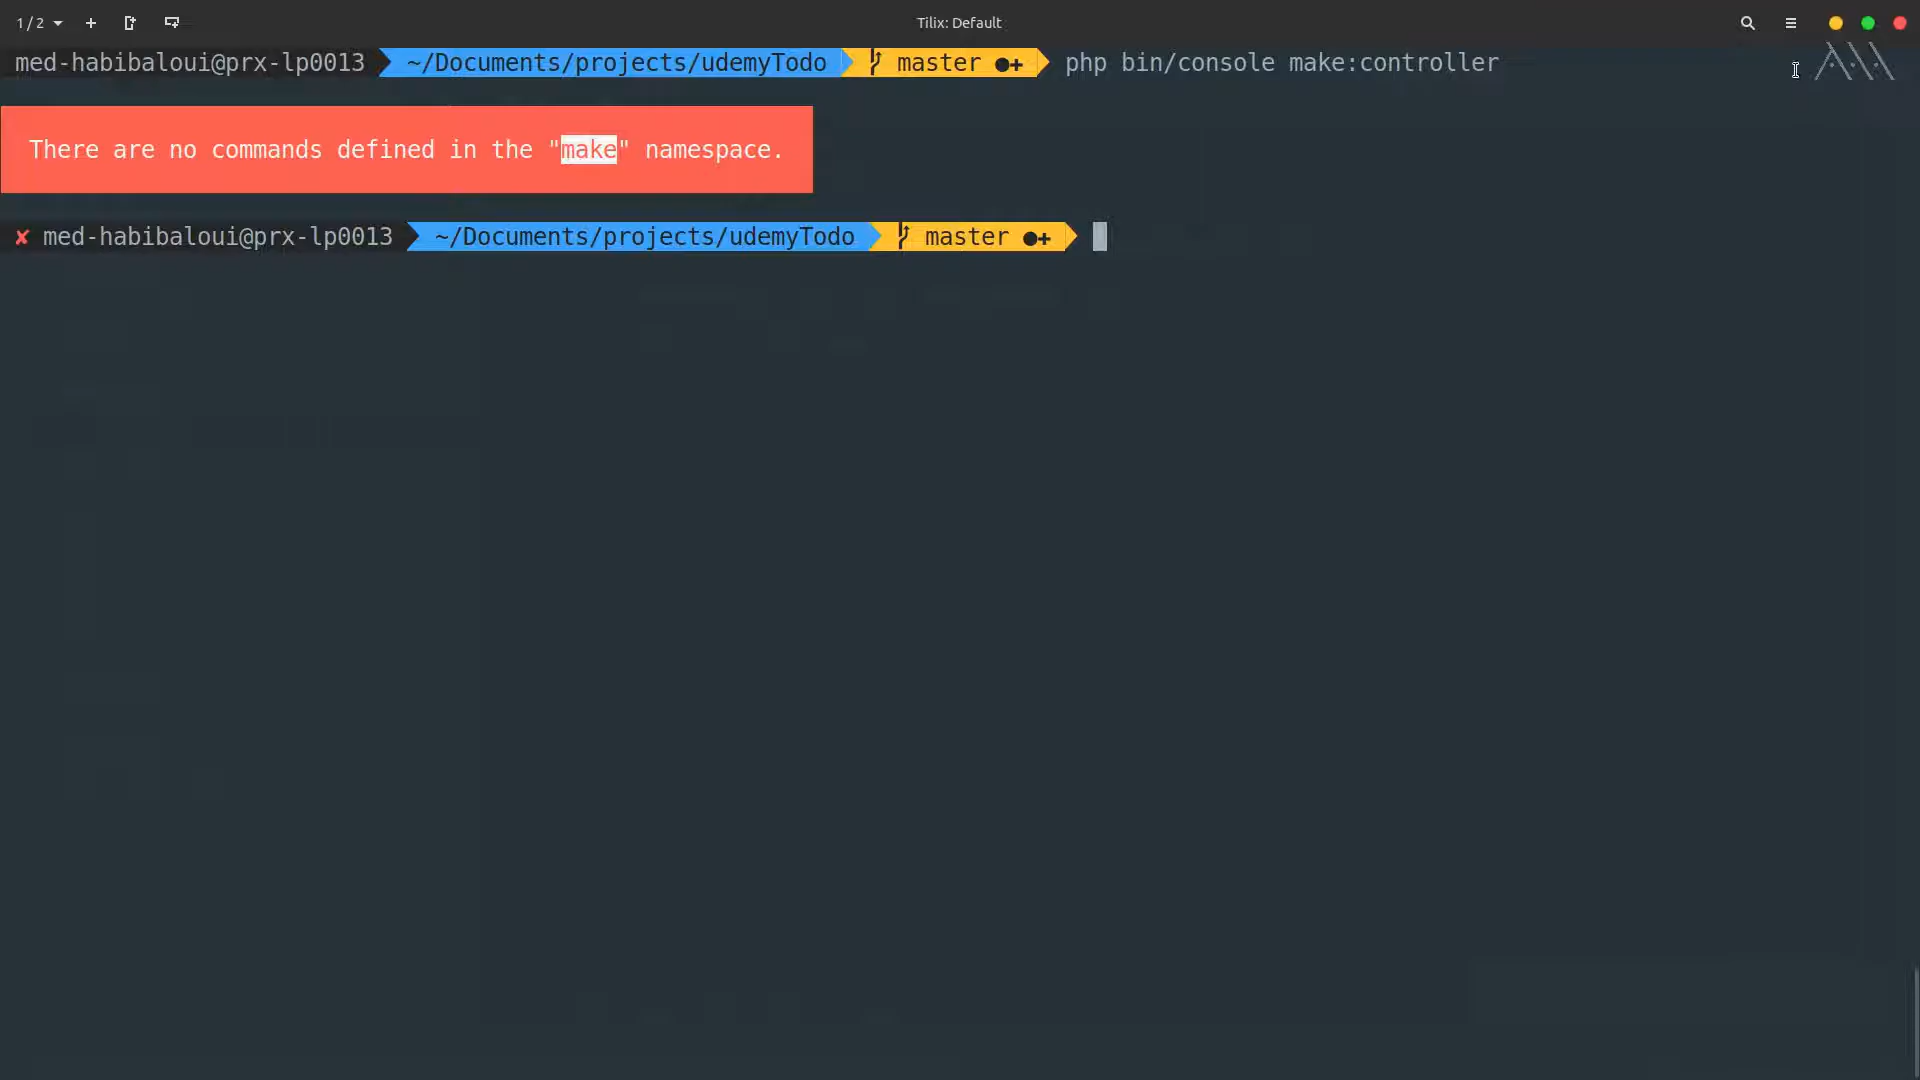 1 / 2
Tilix: Default
med-habibaloui@prx-lp0013 ~/Documents/projects/udemyTodo master ●+ php bin/console make:controller
There are no commands defined in the "make" namespace.
✘ med-habibaloui@prx-lp0013 ~/Documents/projects/udemyTodo master ●+